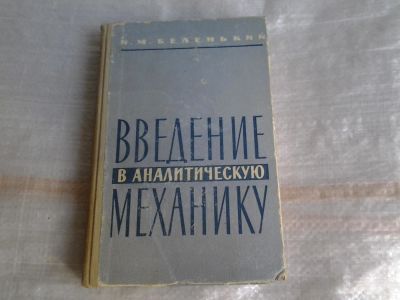 И. М. БЕЛЕНЬКИЙ
ВВЕДЕНИЕ
В АНАЛИТИЧЕСКУЮ
МЕХАНИКУ